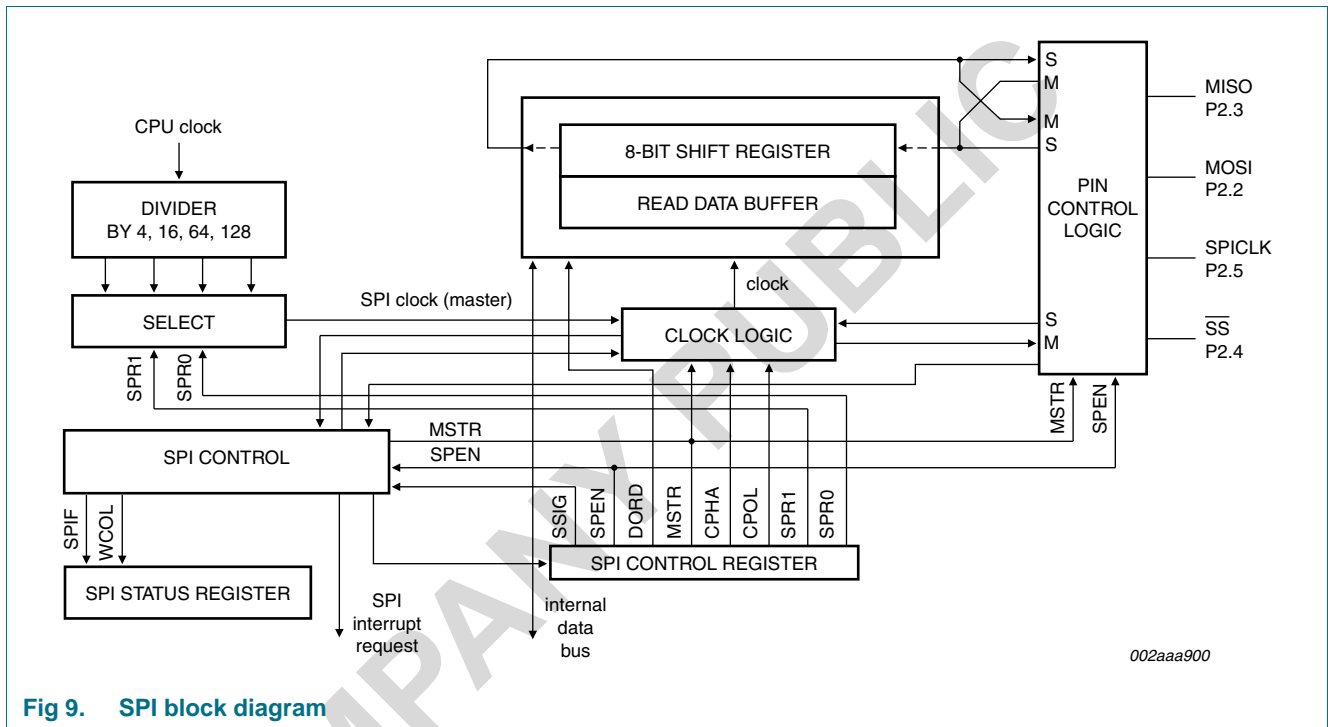 CPU clock
DIVIDER
BY 4, 16, 64, 128
SELECT
SPR1
SPR0
SPI clock (master)
8-BIT SHIFT REGISTER
READ DATA BUFFER
clock
CLOCK LOGIC
S
M
M
S
PIN
CONTROL
LOGIC
S
M
MISO
P2.3
MOSI
P2.2
SPICLK
P2.5
SS
P2.4
MSTR
SPEN
SPI CONTROL
MSTR
SPEN
SPIF
WCOL
SPI STATUS REGISTER
SPI
interrupt
request
SSIG
SPEN
DORD
MSTR
CPHA
CPOL
SPR1
SPR0
SPI CONTROL REGISTER
internal
data
bus
002aaa900
MPANY PUBLIC
Fig 9. SPI block diagram